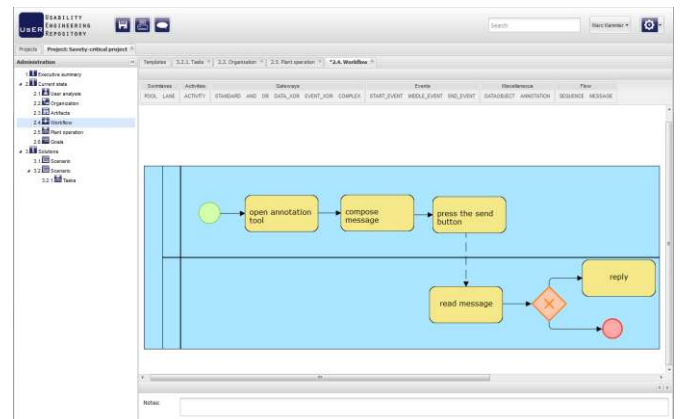 USER
USABILITY
ENGINEERING
REPOSITORY
Search
Marc Kammler
Projects
Project: Savety-critical project
Administration
Templates
3.2.1. Tasks
2.2. Organisation
2.5. Plant operation
*2.4. Workflow
1 Executive summary
2 Current state
2.1 User analysis
2.2 Organization
2.3 Artifacts
2.4 Workflow
2.5 Plant operation
2.6 Goals
3 Solutions
3.1 Scenario
3.2 Scenario
3.2.1 Tasks
Swimlanes
Activities
Gateways
Events
Miscellaneous
Flow
POOL LANE ACTIVITY STANDARD AND OR DATA_XOR EVENT_XOR COMPLEX START_EVENT MIDDLE_EVENT END_EVENT DATAOBJECT ANNOTATION SEQUENCE MESSAGE
open annotation
tool
compose
message
press the send
button
read message
reply
Notes: